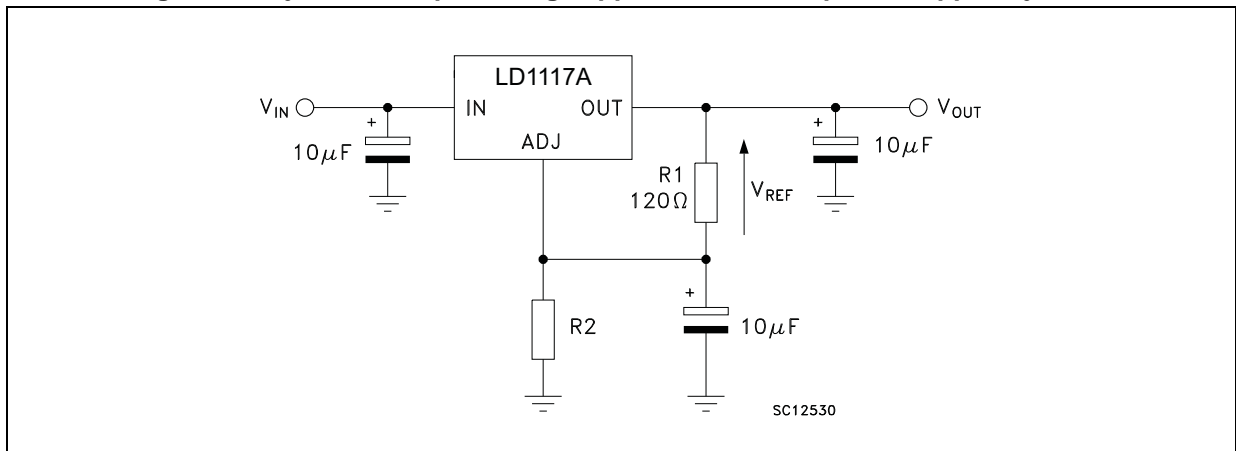 LD1117A
V_IN
IN
OUT
V_OUT
ADJ
+
10μF
R1
120Ω
V_REF
+
10μF
R2
+
10μF
SC12530